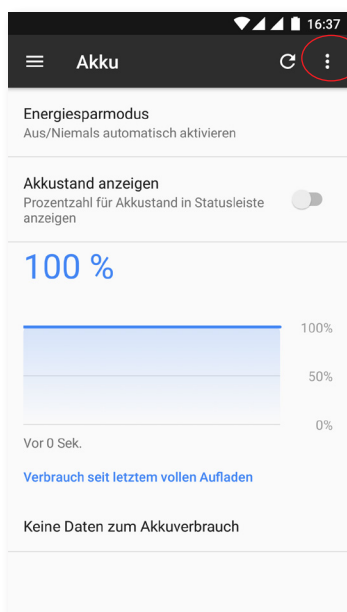 16:37
Akku
Energiesparmodus
Aus/Niemals automatisch aktivieren
Akkustand anzeigen
Prozentzahl für Akkustand in Statusleiste
anzeigen
100 %
100%
50%
0%
Vor 0 Sek.
Verbrauch seit letztem vollen Aufladen
Keine Daten zum Akkuverbrauch